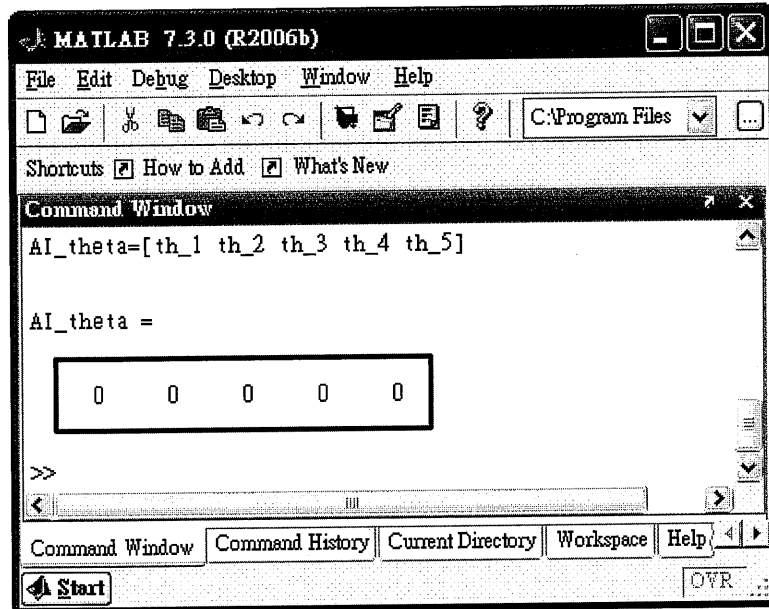 MATLAB 7.3.0 (R2006b)
File Edit Debug Desktop Window Help
C:\Program Files
...
Shortcuts How to Add What's New
Command Window
AI_theta=[th_1 th_2 th_3 th_4 th_5]
AI_theta =
0 0 0 0 0
>>
Command Window Command History Current Directory Workspace Help
Start OVR